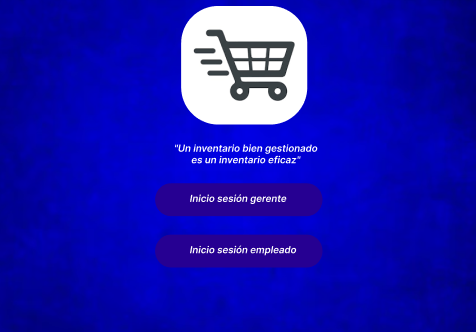 "Un inventario bien gestionado
es un inventario eficaz"
Inicio sesión gerente
Inicio sesión empleado